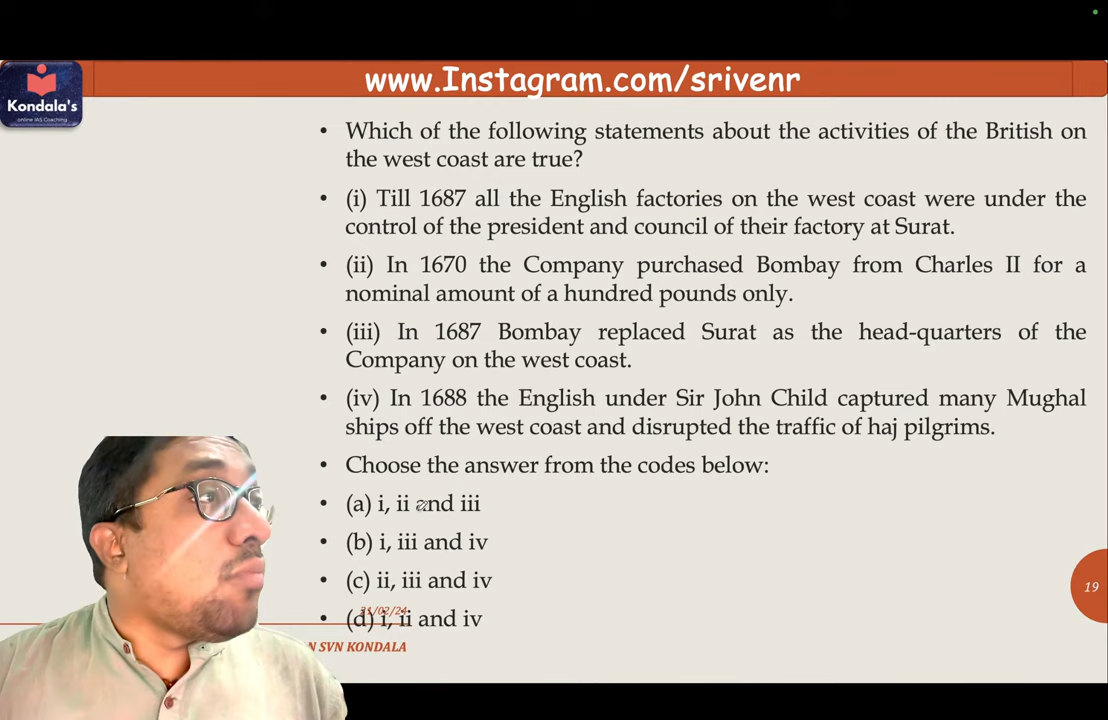 www.Instagram.com/srivenr
Kondala's
online IAS Coaching
• Which of the following statements about the activities of the British on
the west coast are true?
• (i) Till 1687 all the English factories on the west coast were under the
control of the president and council of their factory at Surat.
• (ii) In 1670 the Company purchased Bombay from Charles II for a
nominal amount of a hundred pounds only.
• (iii) In 1687 Bombay replaced Surat as the head-quarters of the
Company on the west coast.
• (iv) In 1688 the English under Sir John Child captured many Mughal
ships off the west coast and disrupted the traffic of haj pilgrims.
• Choose the answer from the codes below:
• (a) i, ii and iii
• (b) i, iii and iv
• (c) ii, iii and iv
19
• (d) i, ii and iv
SVN KONDALA